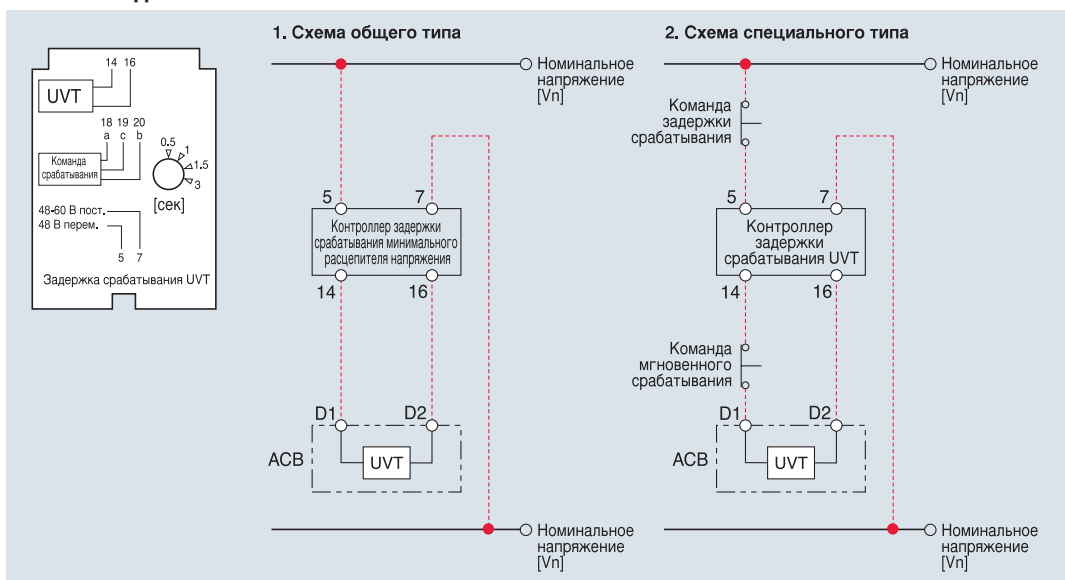 1. Схема общего типа
2. Схема специального типа
14 16
UVT
18 19 20
a c b
Команда
срабатывания
0.5
1
1.5
3
[сек]
48-60 В пост.
48 В перем.
5 7
Задержка срабатывания UVT
Номинальное
напряжение
[Vn]
5
7
Контроллер задержки
срабатывания минимального
расцепителя напряжения
14
16
D1
D2
ACB
UVT
Номинальное
напряжение
[Vn]
Номинальное
напряжение
[Vn]
Команда
задержки
срабатывания
5
7
Контроллер
задержки
срабатывания UVT
14
16
Команда
мгновенного
срабатывания
D1
D2
ACB
UVT
Номинальное
напряжение
[Vn]